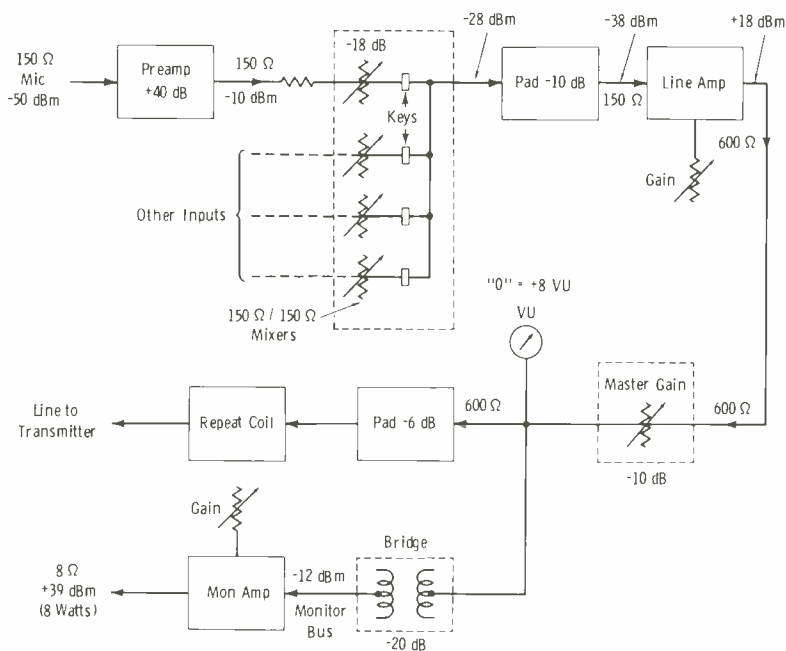 150 Ω
Mic
-50 dBm
Preamp
+40 dB
150 Ω
-10 dBm
-18 dB
Keys
-28 dBm
Pad -10 dB
-38 dBm
150 Ω
Line Amp
+18 dBm
600 Ω
Gain
Other Inputs
150 Ω / 150 Ω
Mixers
"0" = +8 VU
VU
Master Gain
600 Ω
-10 dB
600 Ω
Pad -6 dB
Repeat Coil
Line to
Transmitter
Gain
Bridge
8 Ω
+39 dBm
(8 Watts)
Mon Amp
-12 dBm
Monitor
Bus
-20 dB